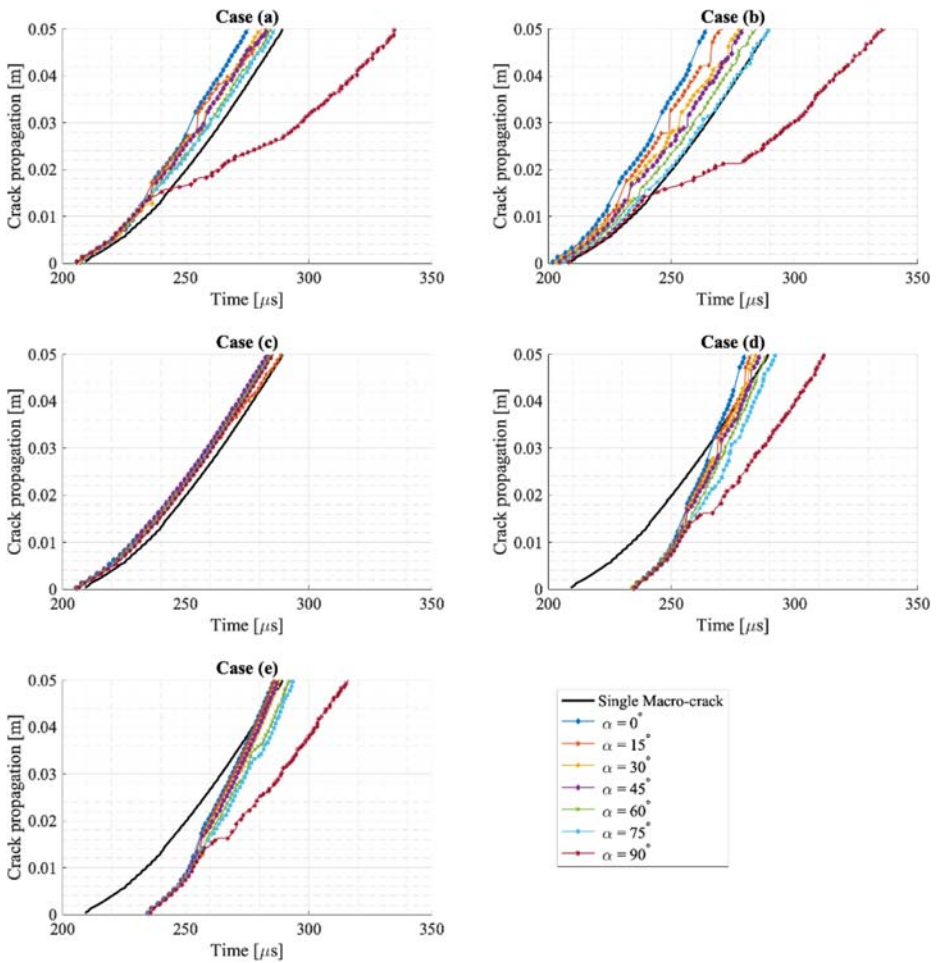 Case (a)
Crack propagation [m]
0.05
0.04
0.03
0.02
0.01
0
200 250 300 350
Time [μs]
Case (b)
Crack propagation [m]
0.05
0.04
0.03
0.02
0.01
0
200 250 300 350
Time [μs]
Case (c)
Crack propagation [m]
0.05
0.04
0.03
0.02
0.01
0
200 250 300 350
Time [μs]
Case (d)
Crack propagation [m]
0.05
0.04
0.03
0.02
0.01
0
200 250 300 350
Time [μs]
Case (e)
Crack propagation [m]
0.05
0.04
0.03
0.02
0.01
0
200 250 300 350
Time [μs]
Single Macro-crack
α = 0°
α = 15°
α = 30°
α = 45°
α = 60°
α = 75°
α = 90°